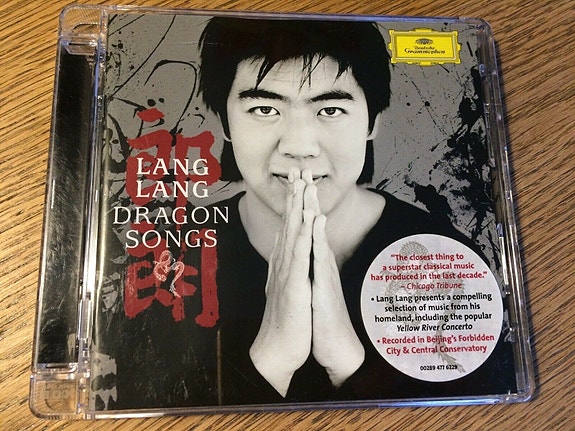 Deutsche
Grammophon
郎
朗
LANG
LANG
DRAGON
SONGS
"The closest thing to
a superstar classical music
has produced in the last decade."
– Chicago Tribune
• Lang Lang presents a compelling
selection of music from his
homeland, including the popular
Yellow River Concerto
• Recorded in Beijing's Forbidden
City & Central Conservatory
00289 477 6229